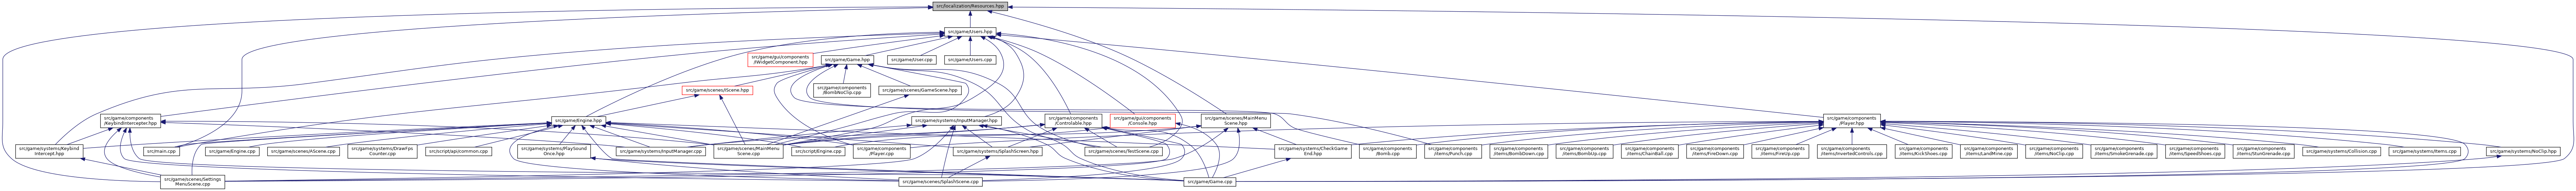 src/localization/Resources.hpp
src/game/Users.hpp
src/game/gui/components
/IWidgetComponent.hpp
src/game/Game.hpp
src/game/User.cpp
src/game/Users.cpp
src/game/scenes/IScene.hpp
src/game/components
/BombNoClip.cpp
src/game/scenes/GameScene.hpp
src/game/components
/KeybindIntercepter.hpp
src/game/Engine.hpp
src/game/systems/InputManager.hpp
src/game/components
/Controlable.hpp
src/game/gui/component
/Console.hpp
src/game/scenes/MainMenu
Scene.hpp
src/game/components
/Player.hpp
src/game/systems/Keybind
Intercept.hpp
src/main.cpp
src/game/Engine.cpp
src/game/scenes/AScene.cpp
src/game/systems/DrawFps
Counter.cpp
src/script/api/common.cpp
src/game/systems/PlaySound
Once.hpp
src/game/systems/InputManager.cpp
src/game/scenes/MainMenu
Scene.cpp
src/script/Engine.cpp
src/game/components
/Player.cpp
src/game/systems/SplashScreen.hpp
src/game/scenes/TestScene.cpp
src/game/systems/CheckGame
End.hpp
src/game/components
/Bomb.cpp
src/game/components
/items/Punch.cpp
src/game/components
/items/BombDown.cpp
src/game/components
/items/BombUp.cpp
src/game/components
/items/ChainBall.cpp
src/game/components
/items/FireDown.cpp
src/game/components
/items/FireUp.cpp
src/game/components
/items/InvertedControls.cpp
src/game/components
/items/KickShoes.cpp
src/game/components
/items/LandMine.cpp
src/game/components
/items/NoClip.cpp
src/game/components
/items/SmokeGrenade.cpp
src/game/components
/items/SpeedShoes.cpp
src/game/components
/items/StunGrenade.cpp
src/game/systems/Collision.cpp
src/game/systems/Items.cpp
src/game/systems/NoClip.hpp
src/game/scenes/Settings
MenuScene.cpp
src/game/scenes/SplashScene.cpp
src/game/Game.cpp